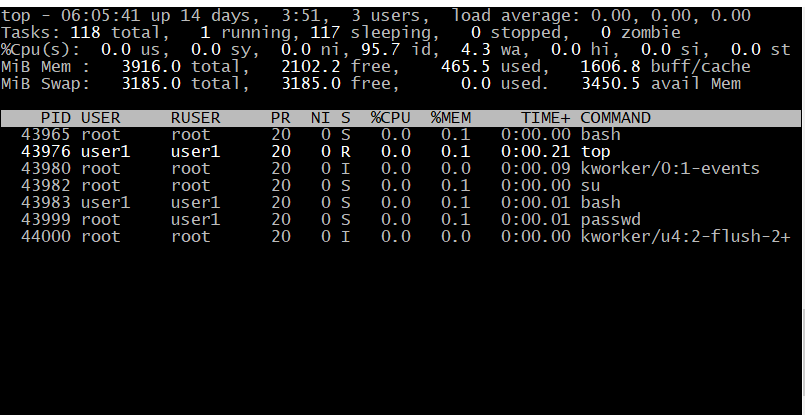 top - 06:05:41 up 14 days,  3:51,  3 users,  load average: 0.00, 0.00, 0.00
Tasks: 118 total,   1 running, 117 sleeping,   0 stopped,   0 zombie
%Cpu(s):  0.0 us,  0.0 sy,  0.0 ni, 95.7 id,  4.3 wa,  0.0 hi,  0.0 si,  0.0 st
MiB Mem :   3916.0 total,   2102.2 free,    465.5 used,   1606.8 buff/cache
MiB Swap:   3185.0 total,   3185.0 free,      0.0 used.   3450.5 avail Mem
    PID USER     RUSER      PR   NI S  %CPU  %MEM     TIME+ COMMAND
  43965 root     root       20    0 S   0.0   0.1   0:00.00 bash
  43976 user1    user1      20    0 R   0.0   0.1   0:00.21 top
  43980 root     root       20    0 I   0.0   0.0   0:00.09 kworker/0:1-events
  43982 root     root       20    0 S   0.0   0.1   0:00.00 su
  43983 user1    user1      20    0 S   0.0   0.1   0:00.01 bash
  43999 root     user1      20    0 S   0.0   0.1   0:00.01 passwd
  44000 root     root       20    0 I   0.0   0.0   0:00.00 kworker/u4:2-flush-2+